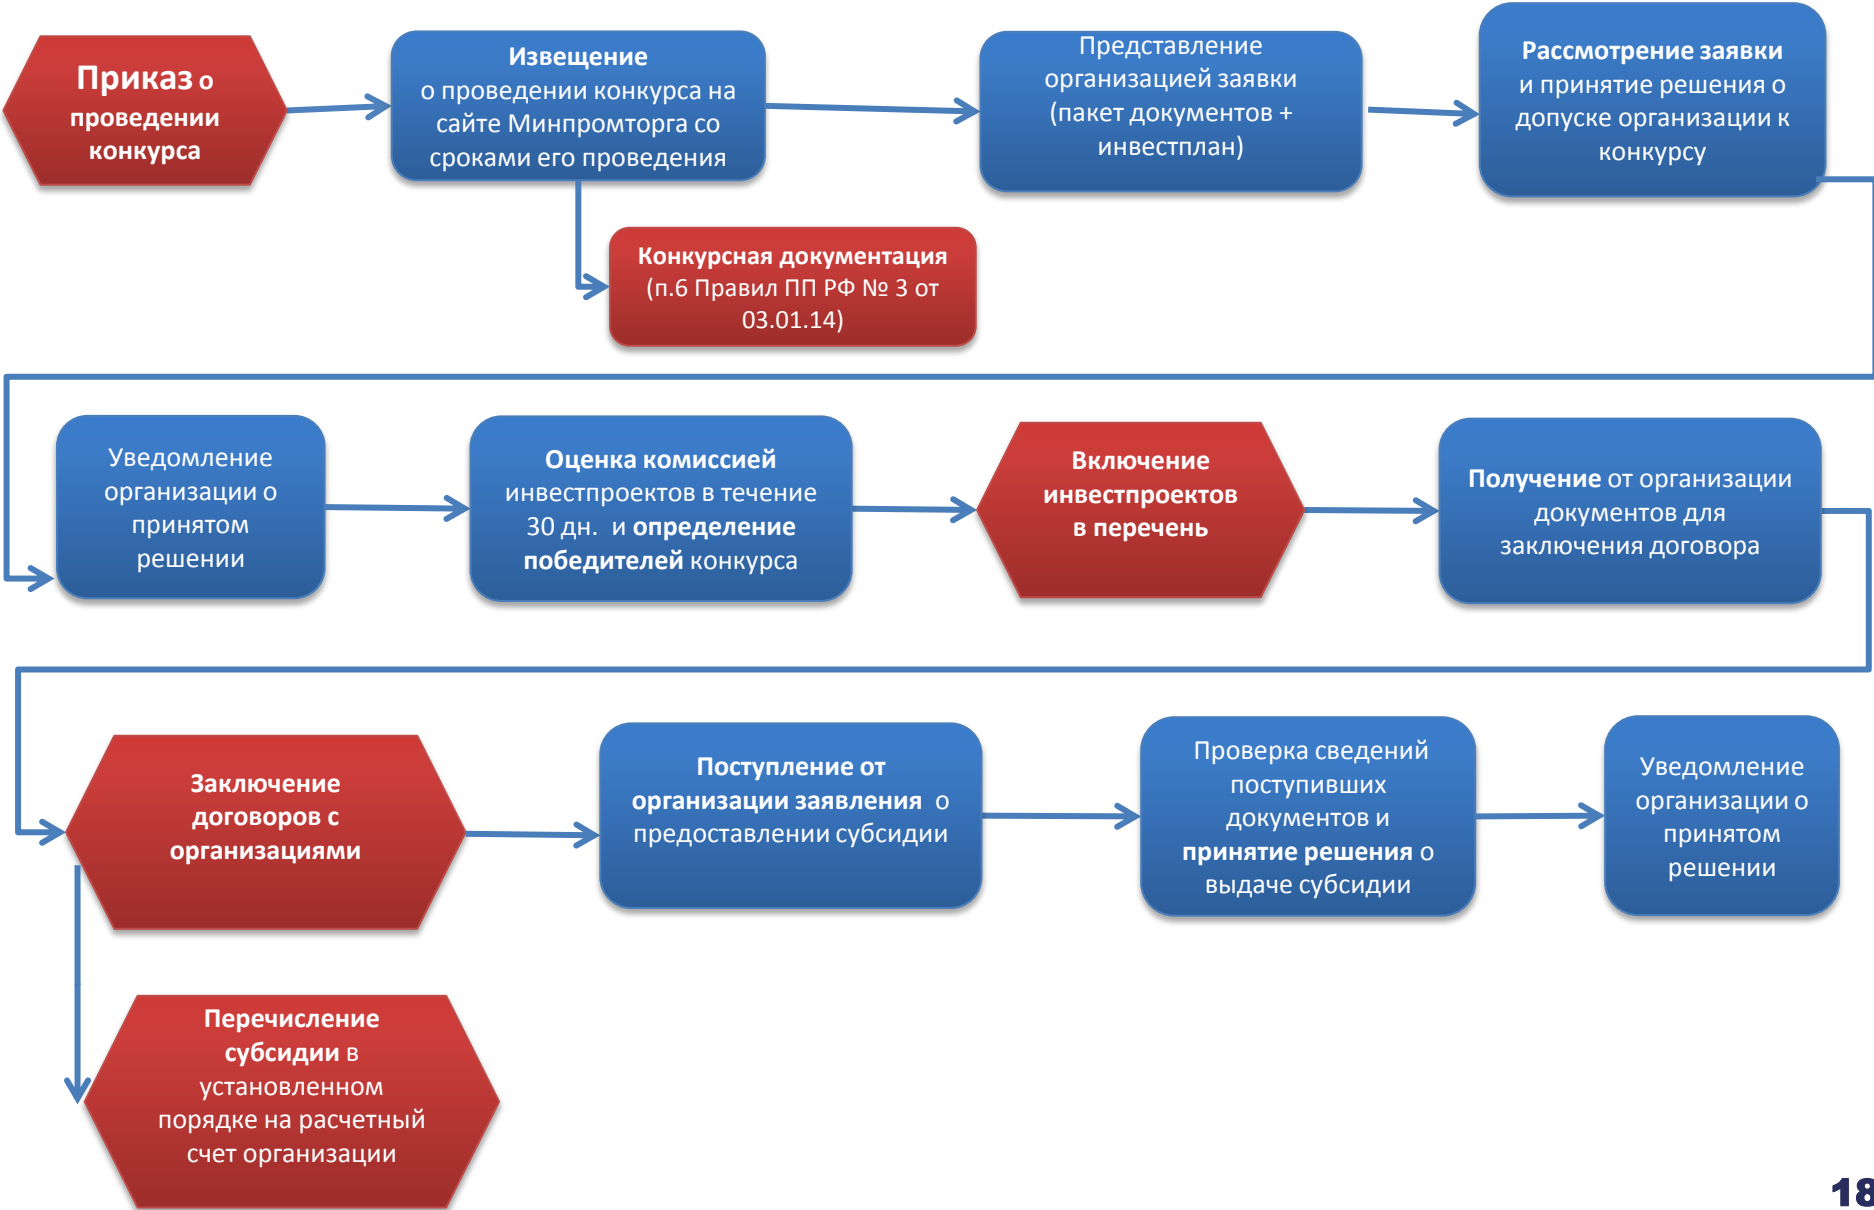 Приказ о
проведении
конкурса
Извещение
о проведении конкурса на
сайте Минпромторга со
сроками его проведения
Представление
организацией заявки
(пакет документов +
инвестплан)
Рассмотрение заявки
и принятие решения о
допуске организации к
конкурсу
Конкурсная документация
(п.6 Правил ПП РФ № 3 от
03.01.14)
Уведомление
организации о
принятом
решении
Оценка комиссией
инвестпроектов в течение
30 дн. и определение
победителей конкурса
Включение
инвестпроектов
в перечень
Получение от организации
документов для
заключения договора
Заключение
договоров с
организациями
Поступление от
организации заявления о
предоставлении субсидии
Проверка сведений
поступивших
документов и
принятие решения о
выдаче субсидии
Уведомление
организации о
принятом
решении
Перечисление
субсидии в
установленном
порядке на расчетный
счет организации
18